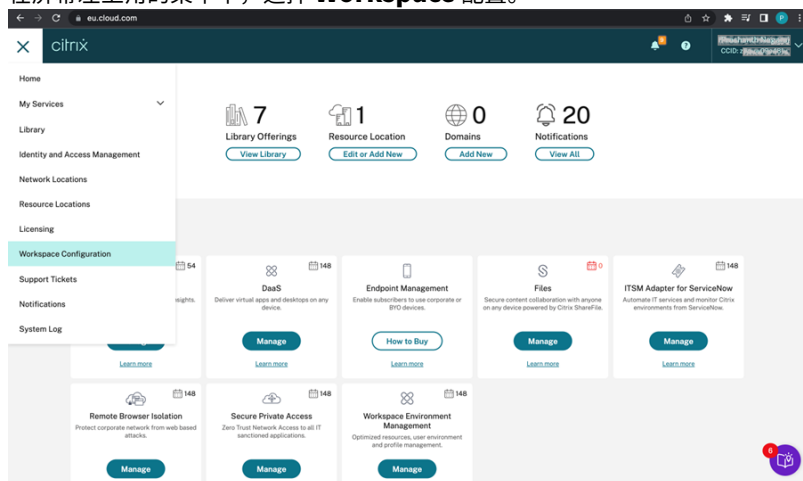 eu.cloud.com
P
citrix
3
CCID:
Home
My Services
Library
Identity and Access Management
Network Locations
Resource Locations
Licensing
Workspace Configuration
Support Tickets
Notifications
System Log
7
Library Offerings
View Library
1
Resource Location
Edit or Add New
0
Domains
Add New
20
Notifications
View All
54
nsights.
Learn more
148
DaaS
Deliver virtual apps and desktops on any
device.
Manage
Learn more
Endpoint Management
Enable subscribers to use corporate or
BYO devices.
How to Buy
Learn more
0
Files
Secure content collaboration with anyone
on any device powered by Citrix ShareFile.
Manage
Learn more
148
ITSM Adapter for ServiceNow
Automate IT services and monitor Citrix
environments from ServiceNow.
Manage
Learn more
148
Remote Browser Isolation
Protect corporate network from web based
attacks.
Manage
148
Secure Private Access
Zero Trust Network Access to all IT
sanctioned applications.
Manage
148
Workspace Environment
Management
Optimized resources, user environment
and profile management.
Manage
6